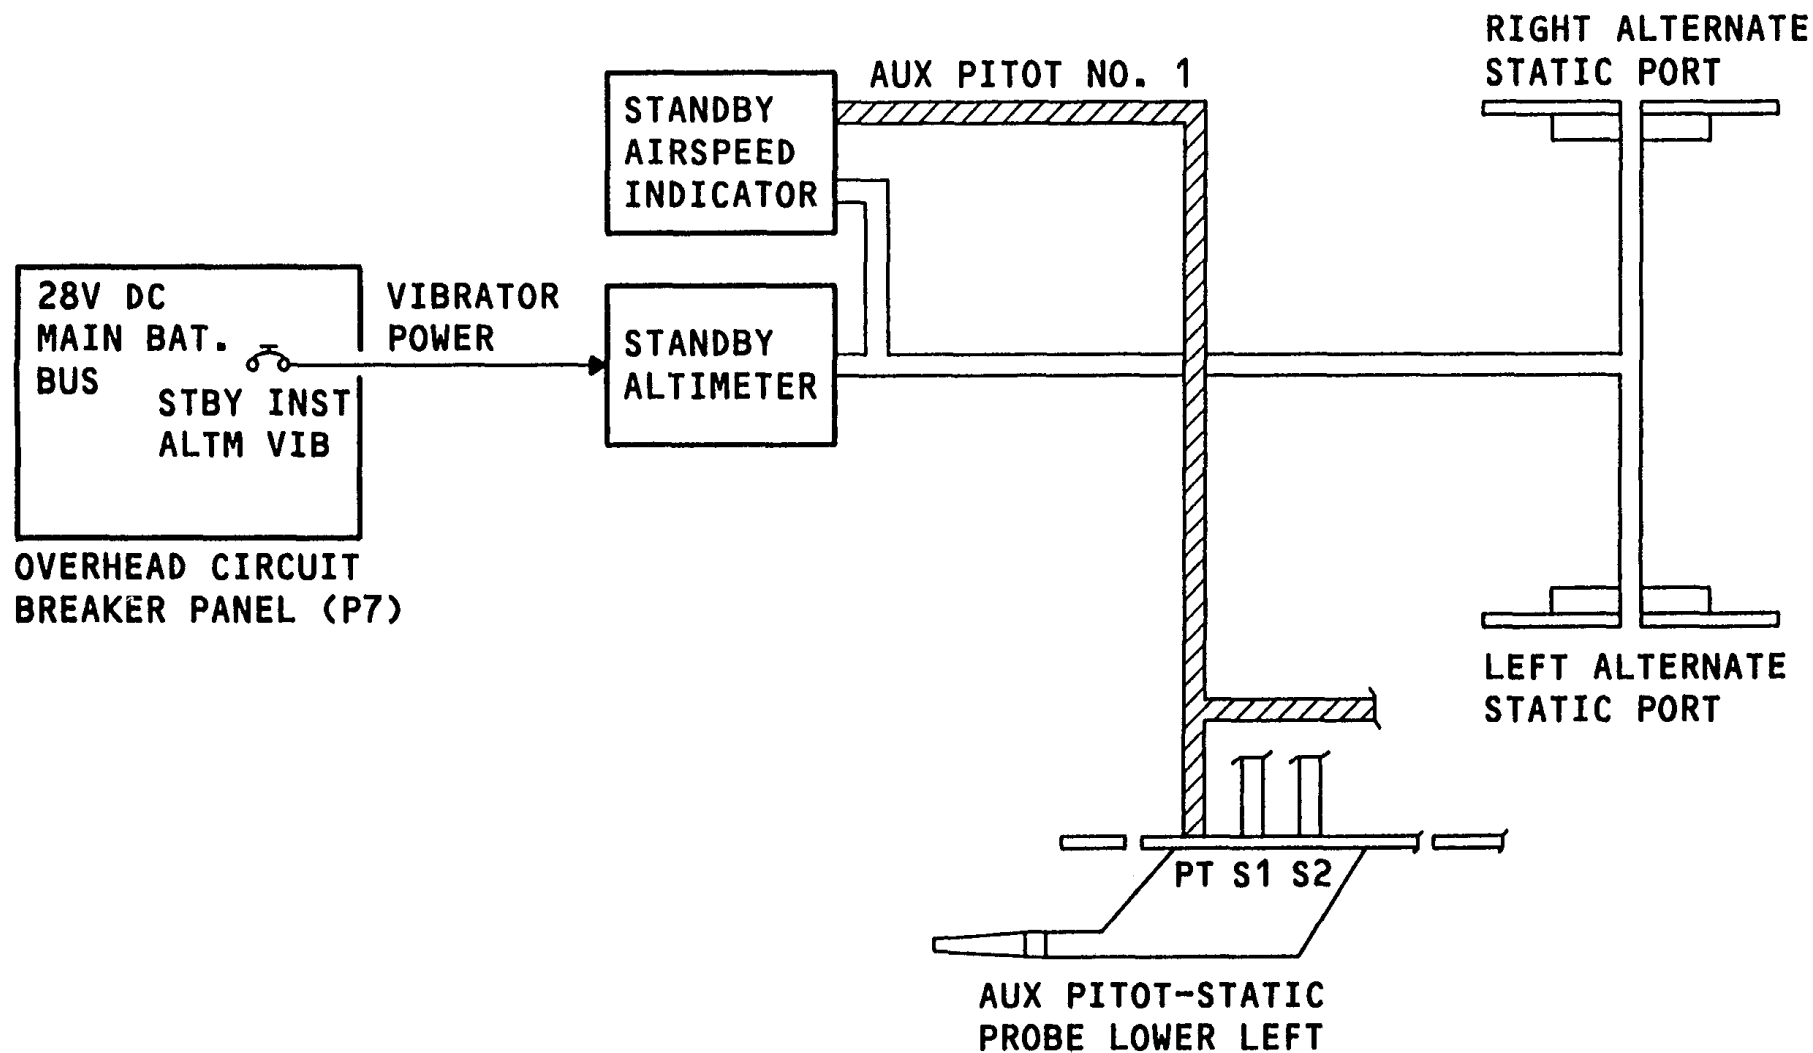 RIGHT ALTERNATE
STATIC PORT
AUX PITOT NO. 1
STANDBY
AIRSPEED
INDICATOR
28V DC
MAIN BAT.
BUS
STBY INST
ALTM VIB
VIBRATOR
POWER
STANDBY
ALTIMETER
OVERHEAD CIRCUIT
BREAKER PANEL (P7)
LEFT ALTERNATE
STATIC PORT
PT S1 S2
AUX PITOT-STATIC
PROBE LOWER LEFT